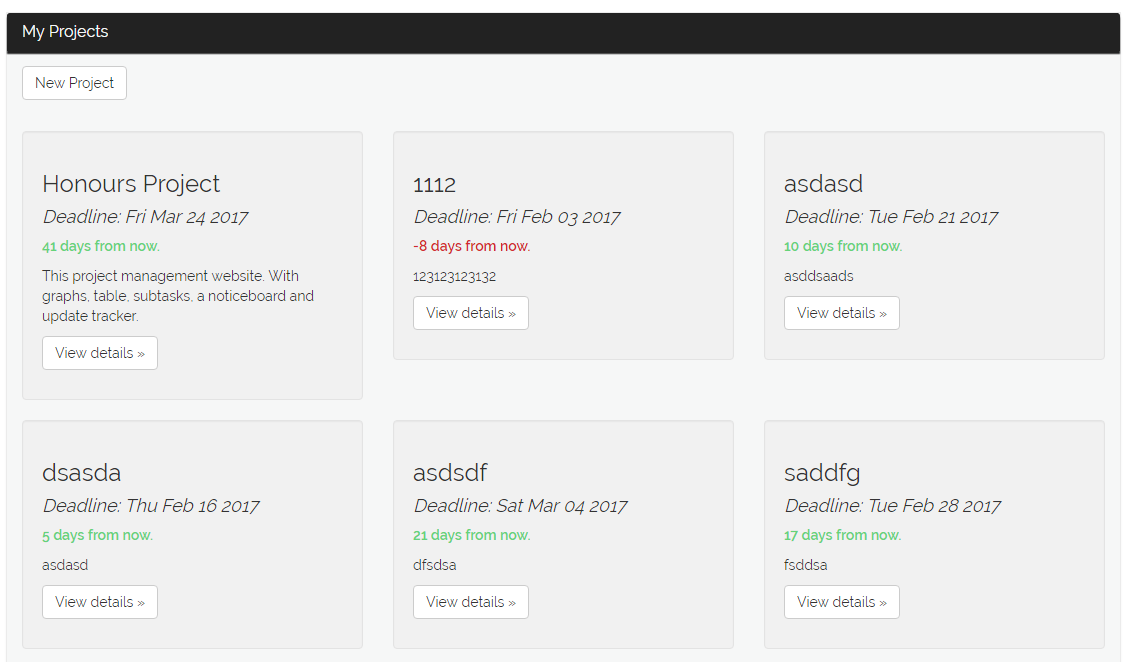 My Projects
New Project
Honours Project
Deadline: Fri Mar 24 2017
41 days from now.
This project management website. With
graphs, table, subtasks, a noticeboard and
update tracker.
View details »
1112
Deadline: Fri Feb 03 2017
-8 days from now.
123123123132
View details »
asdasd
Deadline: Tue Feb 21 2017
10 days from now.
asddsaads
View details »
dsasda
Deadline: Thu Feb 16 2017
5 days from now.
asdasd
View details »
asdsdf
Deadline: Sat Mar 04 2017
21 days from now.
dfsdsa
View details »
saddfg
Deadline: Tue Feb 28 2017
17 days from now.
fsddsa
View details »